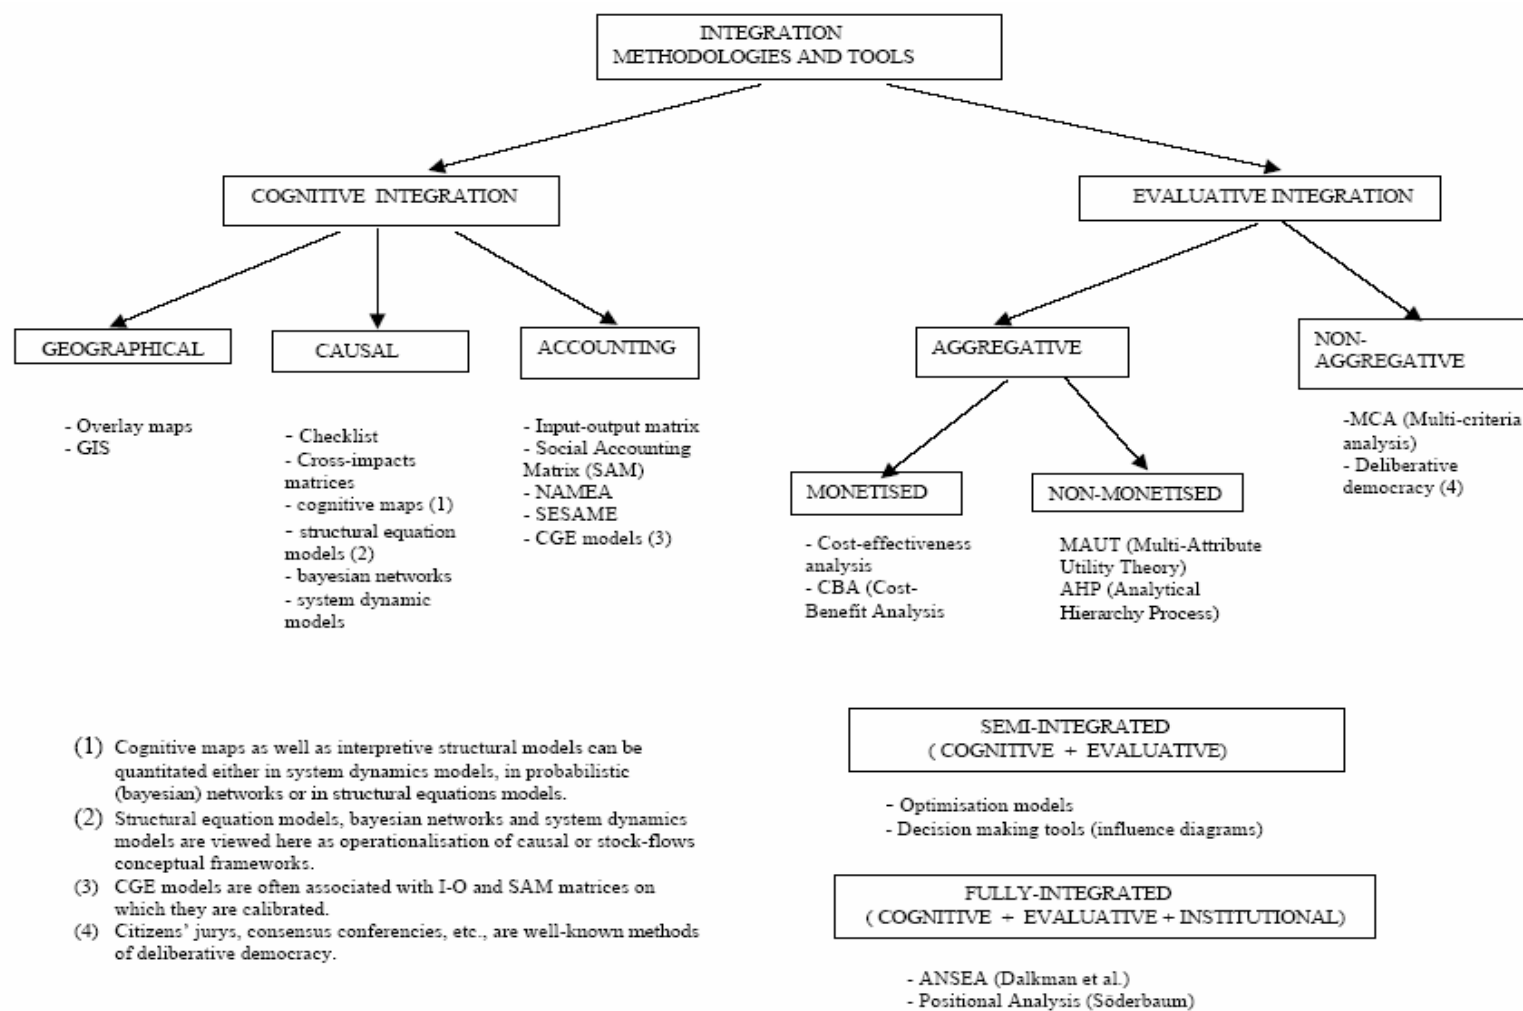 INTEGRATION
METHODOLOGIES AND TOOLS
COGNITIVE INTEGRATION
EVALUATIVE INTEGRATION
GEOGRAPHICAL
CAUSAL
ACCOUNTING
AGGREGATIVE
NON-
AGGREGATIVE
- Overlay maps
- GIS
- Checklist
- Cross-impacts
matrices
- cognitive maps (1)
- structural equation
models (2)
- bayesian networks
- system dynamic
models
- Input-output matrix
- Social Accounting
Matrix (SAM)
- NAMEA
- SESAME
- CGE models (3)
-MCA (Multi-criteria
analysis)
- Deliberative
democracy (4)
MONETISED
NON-MONETISED
- Cost-effectiveness
analysis
- CBA (Cost-
Benefit Analysis
MAUT (Multi-Attribute
Utility Theory)
AHP (Analytical
Hierarchy Process)
(1) Cognitive maps as well as interpretive structural models can be
quantitated either in system dynamics models, in probabilistic
(bayesian) networks or in structural equations models.
(2) Structural equation models, bayesian networks and system dynamics
models are viewed here as operationalisation of causal or stock-flows
conceptual frameworks.
(3) CGE models are often associated with I-O and SAM matrices on
which they are calibrated.
(4) Citizens' jurys, consensus conferencies, etc., are well-known methods
of deliberative democracy.
SEMI-INTEGRATED
( COGNITIVE + EVALUATIVE)
- Optimisation models
- Decision making tools (influence diagrams)
FULLY-INTEGRATED
( COGNITIVE + EVALUATIVE + INSTITUTIONAL)
- ANSEA (Dalkman et al.)
- Positional Analysis (Söderbaum)